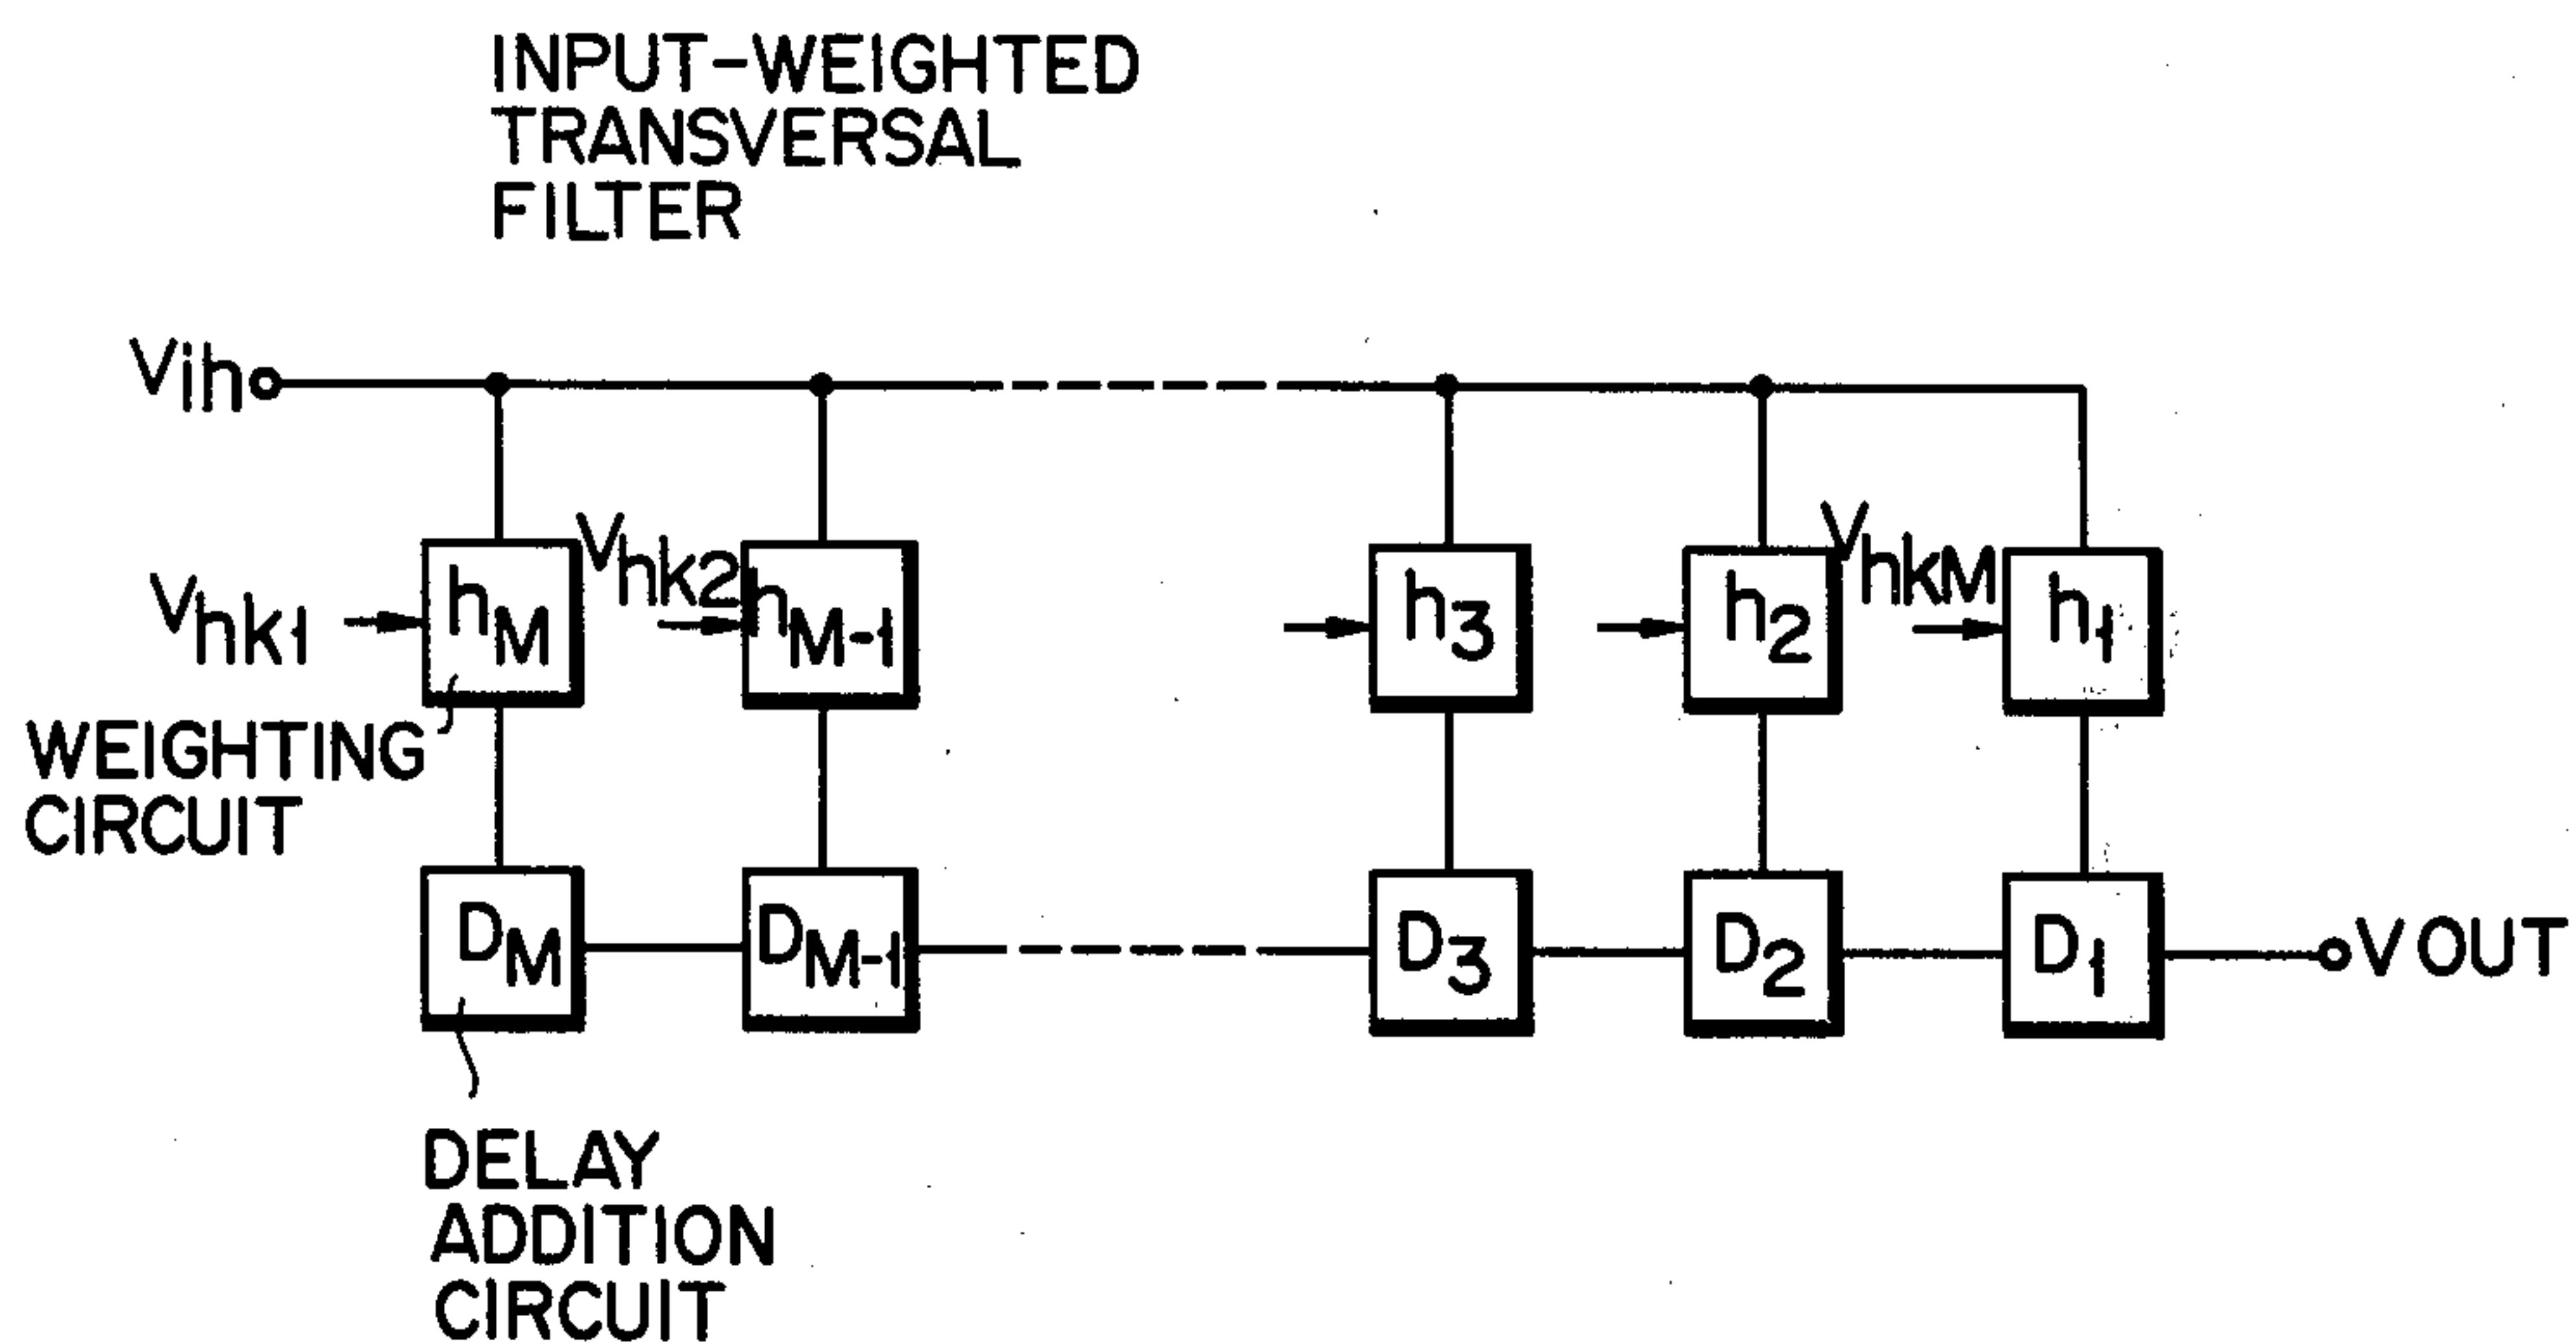 INPUT-WEIGHTED
TRANSVERSAL
FILTER
Vih
Vhk1
hM
Vhk2
hM-1
h3
h2
VhkM
h1
WEIGHTING
CIRCUIT
DM
DM-1
D3
D2
D1
V OUT
DELAY
ADDITION
CIRCUIT